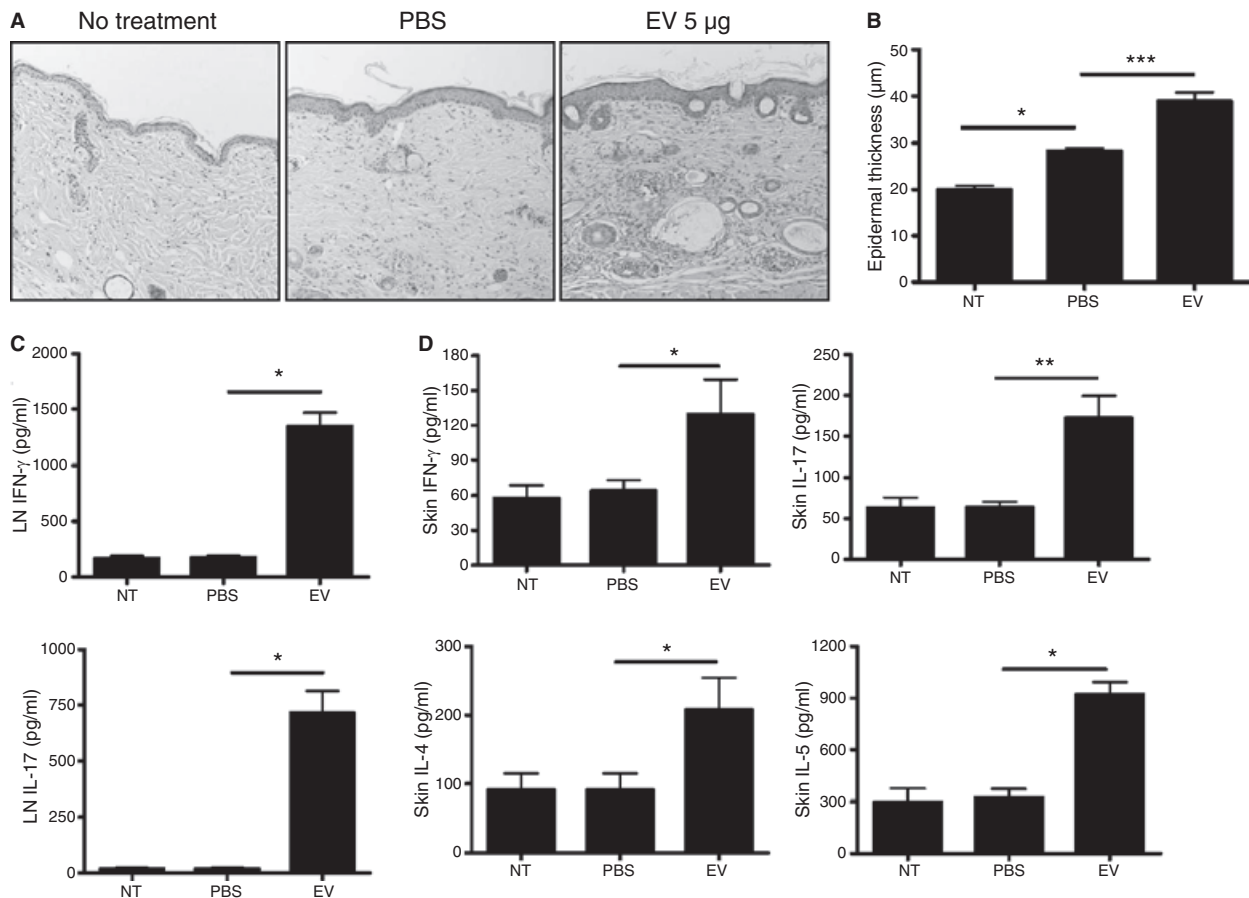 A
No treatment
PBS
EV 5 μg
B
Epidermal thickness (μm)
50
40
30
20
10
0
*
***
NT
PBS
EV
C
LN IFN-γ (pg/ml)
2000
1500
1000
500
0
*
NT
PBS
EV
LN IL-17 (pg/ml)
1000
750
500
250
0
*
NT
PBS
EV
D
Skin IFN-γ (pg/ml)
180
150
120
90
60
30
0
*
NT
PBS
EV
Skin IL-17 (pg/ml)
250
200
150
100
50
0
**
NT
PBS
EV
Skin IL-4 (pg/ml)
300
200
100
0
*
NT
PBS
EV
Skin IL-5 (pg/ml)
1200
900
600
300
0
*
NT
PBS
EV